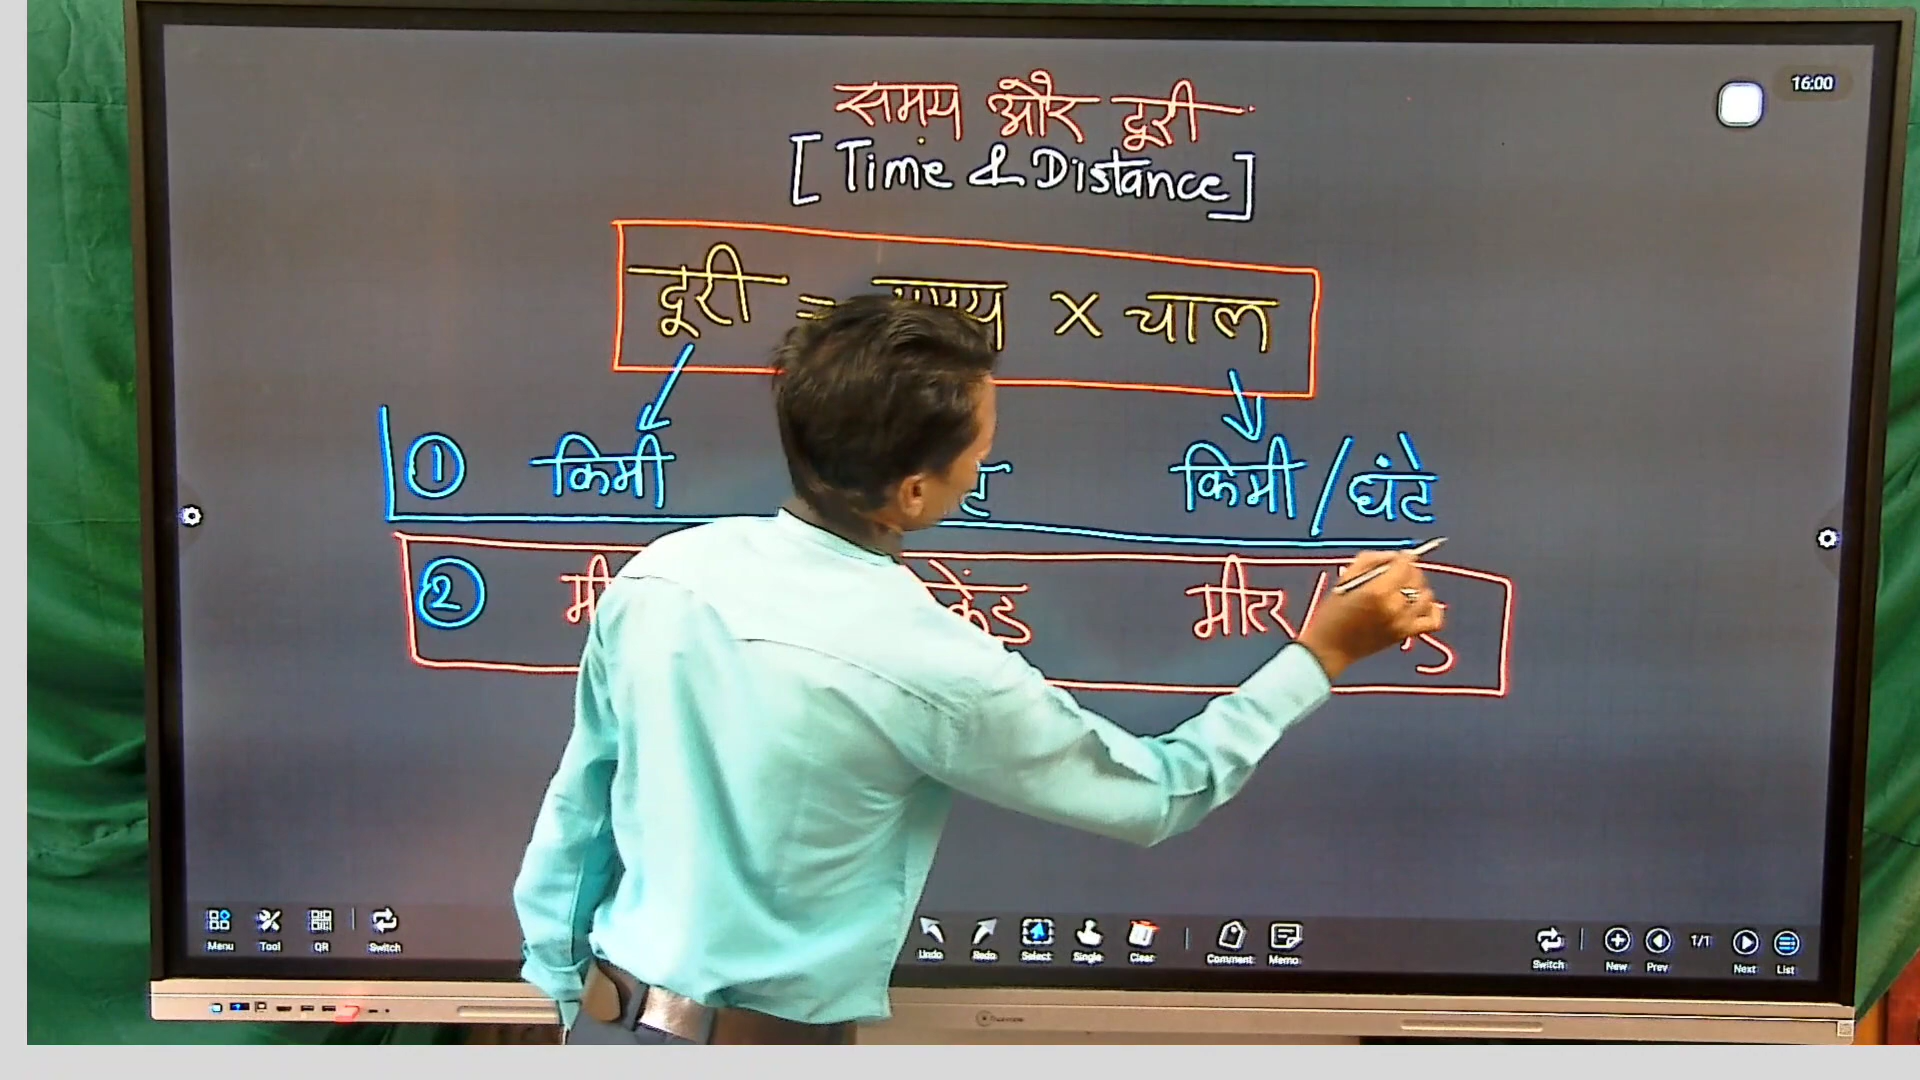 16:00
समय और दूरी
[Time & Distance]
दूरी = समय × चाल
① किमी किमी/घंटे
② मीटर/
Menu Tool QR Switch Undo Redo Select Single Clear Comment Memo Switch New Prev 1/1 Next List